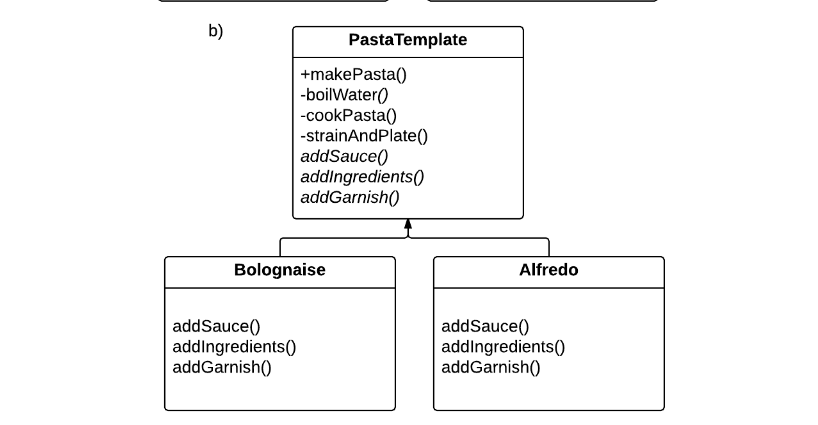 b)
PastaTemplate
+makePasta()
-boilWater()
-cookPasta()
-strainAndPlate()
addSauce()
addIngredients()
addGarnish()
Bolognaise
addSauce()
addIngredients()
addGarnish()
Alfredo
addSauce()
addIngredients()
addGarnish()